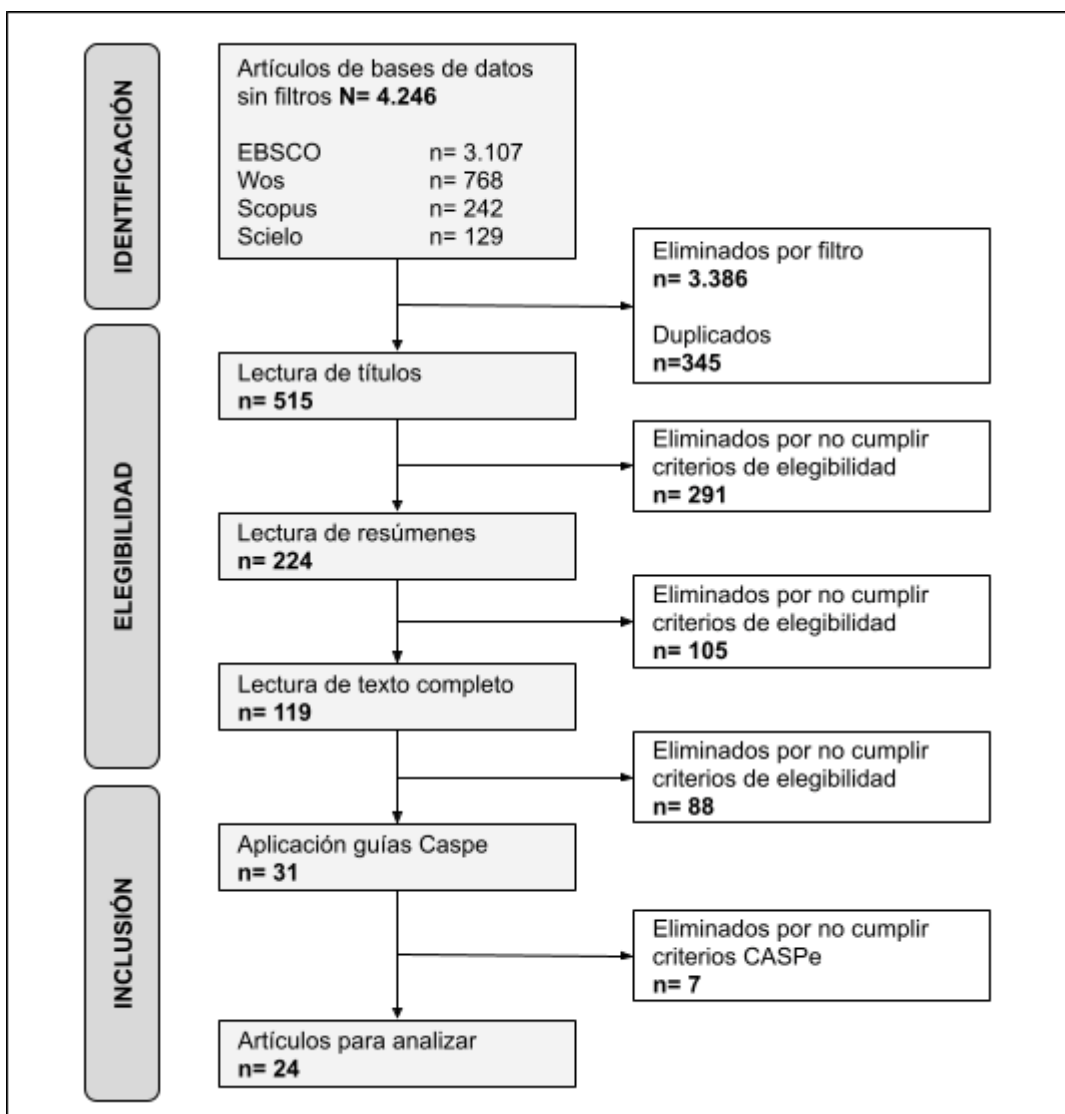 IDENTIFICACIÓN
Artículos de bases de datos
sin filtros N= 4.246
EBSCO n= 3.107
Wos n= 768
Scopus n= 242
Scielo n= 129
Eliminados por filtro
n= 3.386
Duplicados
n=345
ELEGIBILIDAD
Lectura de títulos
n= 515
Eliminados por no cumplir
criterios de elegibilidad
n= 291
Lectura de resúmenes
n= 224
Eliminados por no cumplir
criterios de elegibilidad
n= 105
Lectura de texto completo
n= 119
Eliminados por no cumplir
criterios de elegibilidad
n= 88
INCLUSIÓN
Aplicación guías Caspe
n= 31
Eliminados por no cumplir
criterios CASPe
n= 7
Artículos para analizar
n= 24